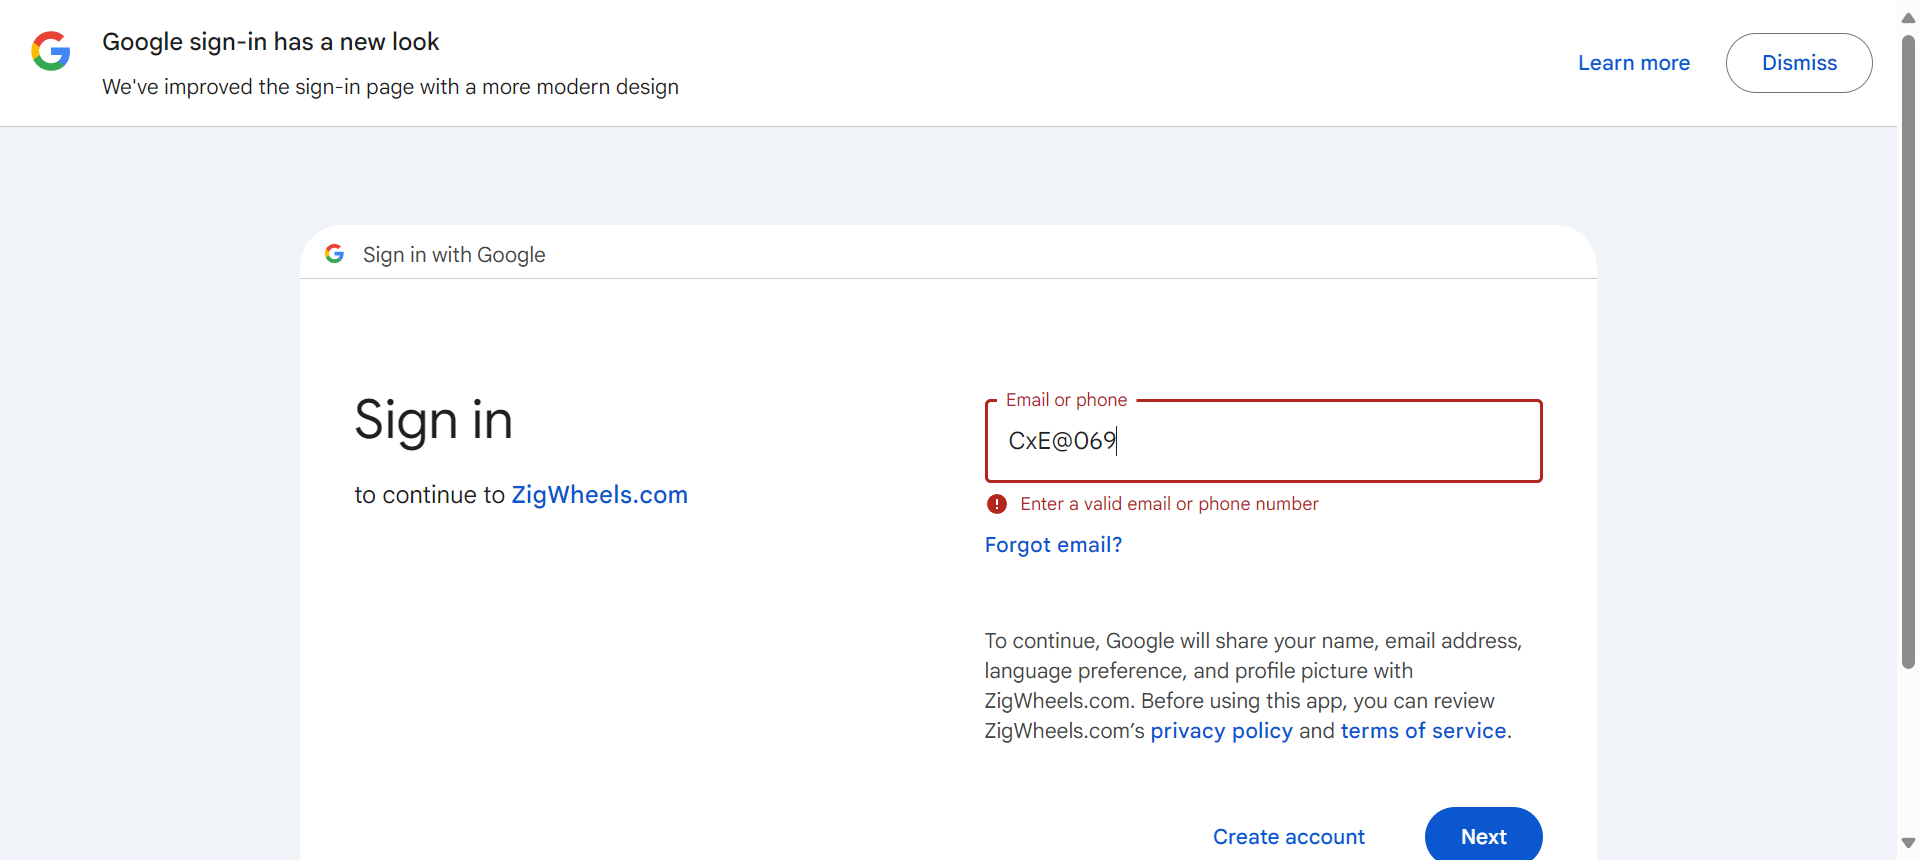 Google sign-in has a new look
We've improved the sign-in page with a more modern design
Learn more
Dismiss
Sign in with Google
Sign in
to continue to ZigWheels.com
Email or phone
CxE@069
Enter a valid email or phone number
Forgot email?
To continue, Google will share your name, email address,
language preference, and profile picture with
ZigWheels.com. Before using this app, you can review
ZigWheels.com’s privacy policy and terms of service.
Create account
Next